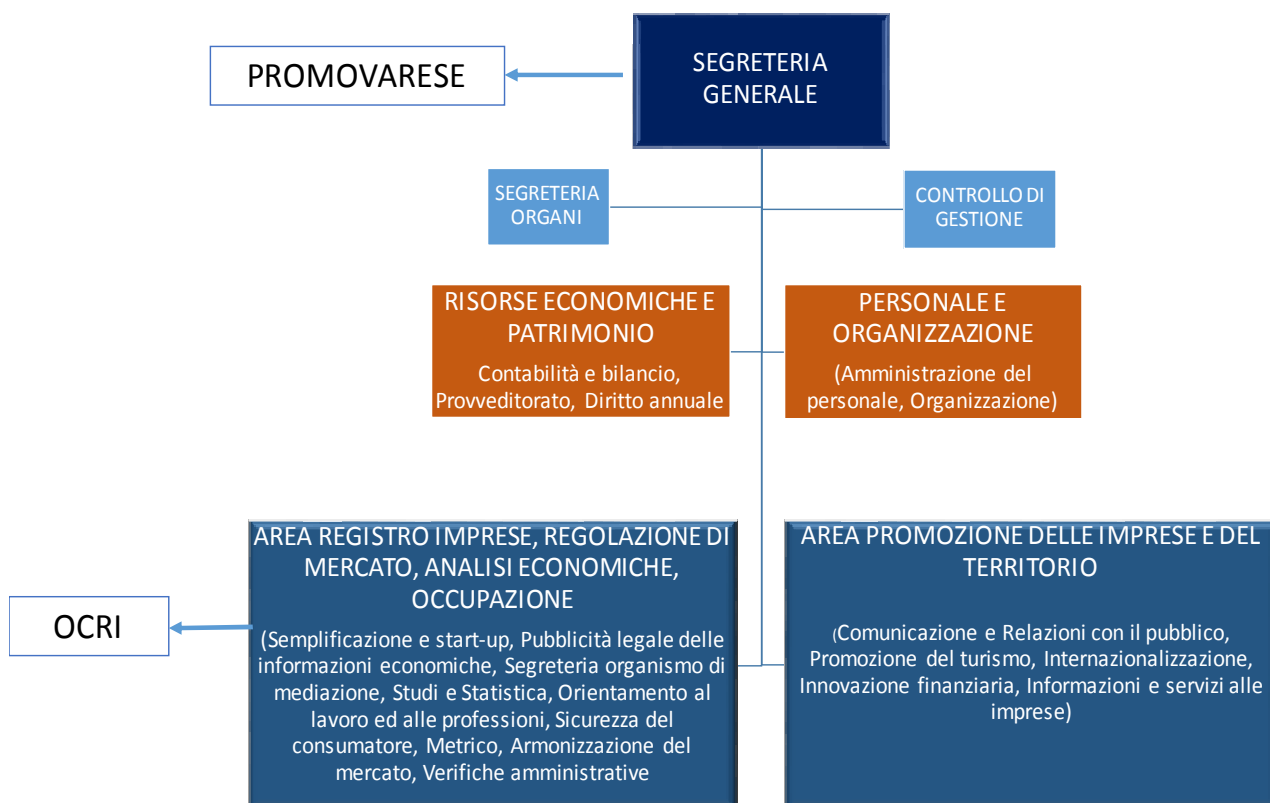 PROMOVARESE
SEGRETERIA
GENERALE
SEGRETERIA
ORGANI
CONTROLLO DI
GESTIONE
RISORSE ECONOMICHE E
PATRIMONIO
Contabilità e bilancio,
Provveditorato, Diritto annuale
PERSONALE E
ORGANIZZAZIONE
(Amministrazione del
personale, Organizzazione)
OCRI
AREA REGISTRO IMPRESE, REGOLAZIONE DI
MERCATO, ANALISI ECONOMICHE,
OCCUPAZIONE
(Semplificazione e start-up, Pubblicità legale delle
informazioni economiche, Segreteria organismo di
mediazione, Studi e Statistica, Orientamento al
lavoro ed alle professioni, Sicurezza del
consumatore, Metrico, Armonizzazione del
mercato, Verifiche amministrative
AREA PROMOZIONE DELLE IMPRESE E DEL
TERRITORIO
(Comunicazione e Relazioni con il pubblico,
Promozione del turismo, Internazionalizzazione,
Innovazione finanziaria, Informazioni e servizi alle
imprese)